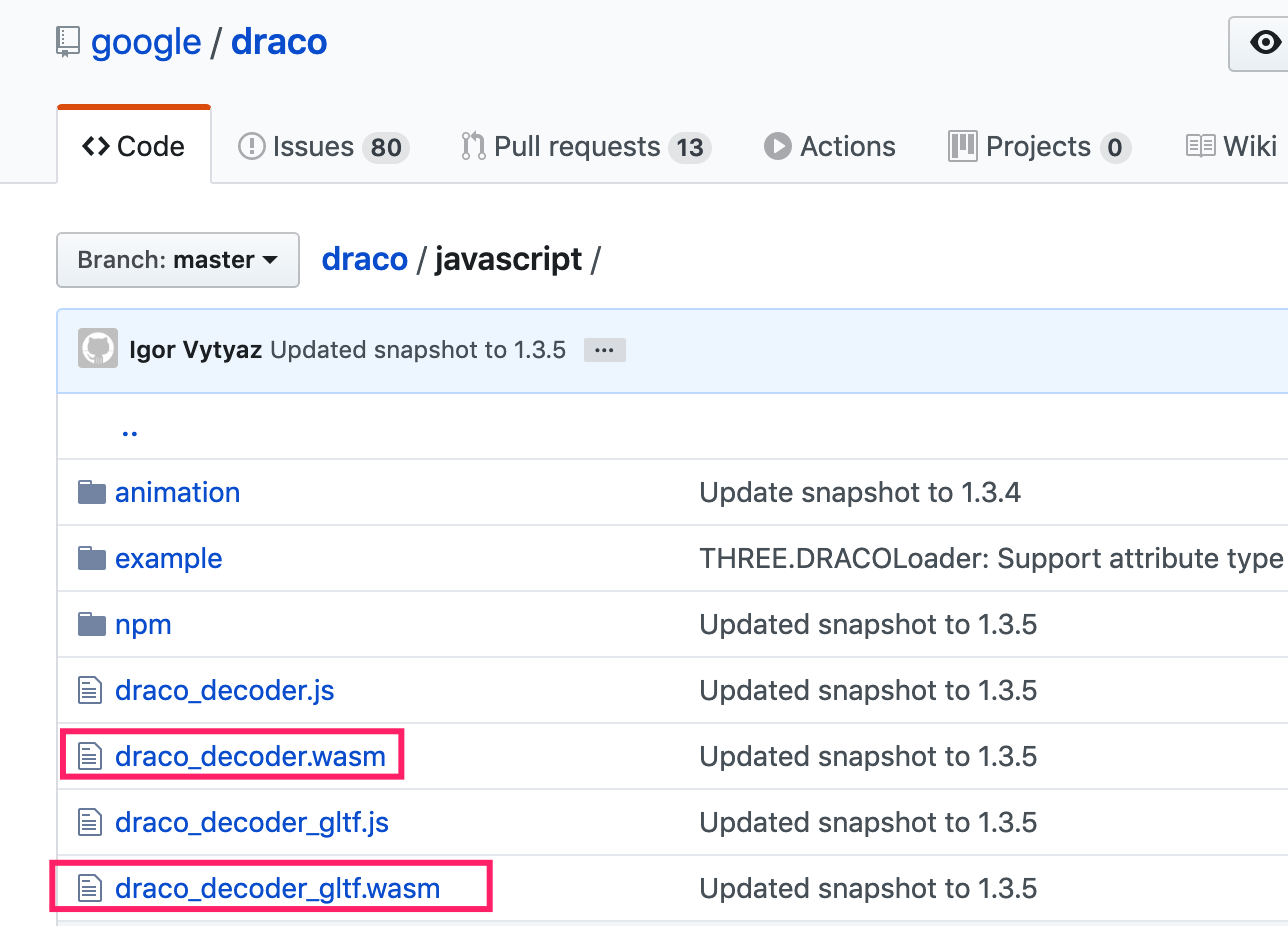 google / draco
Code Issues 80 Pull requests 13 Actions Projects 0 Wiki
Branch: master draco / javascript /
Igor Vytyaz Updated snapshot to 1.3.5 ...
..
animation Update snapshot to 1.3.4
example THREE.DRACOLoader: Support attribute type
npm Updated snapshot to 1.3.5
draco_decoder.js Updated snapshot to 1.3.5
draco_decoder.wasm Updated snapshot to 1.3.5
draco_decoder_gltf.js Updated snapshot to 1.3.5
draco_decoder_gltf.wasm Updated snapshot to 1.3.5